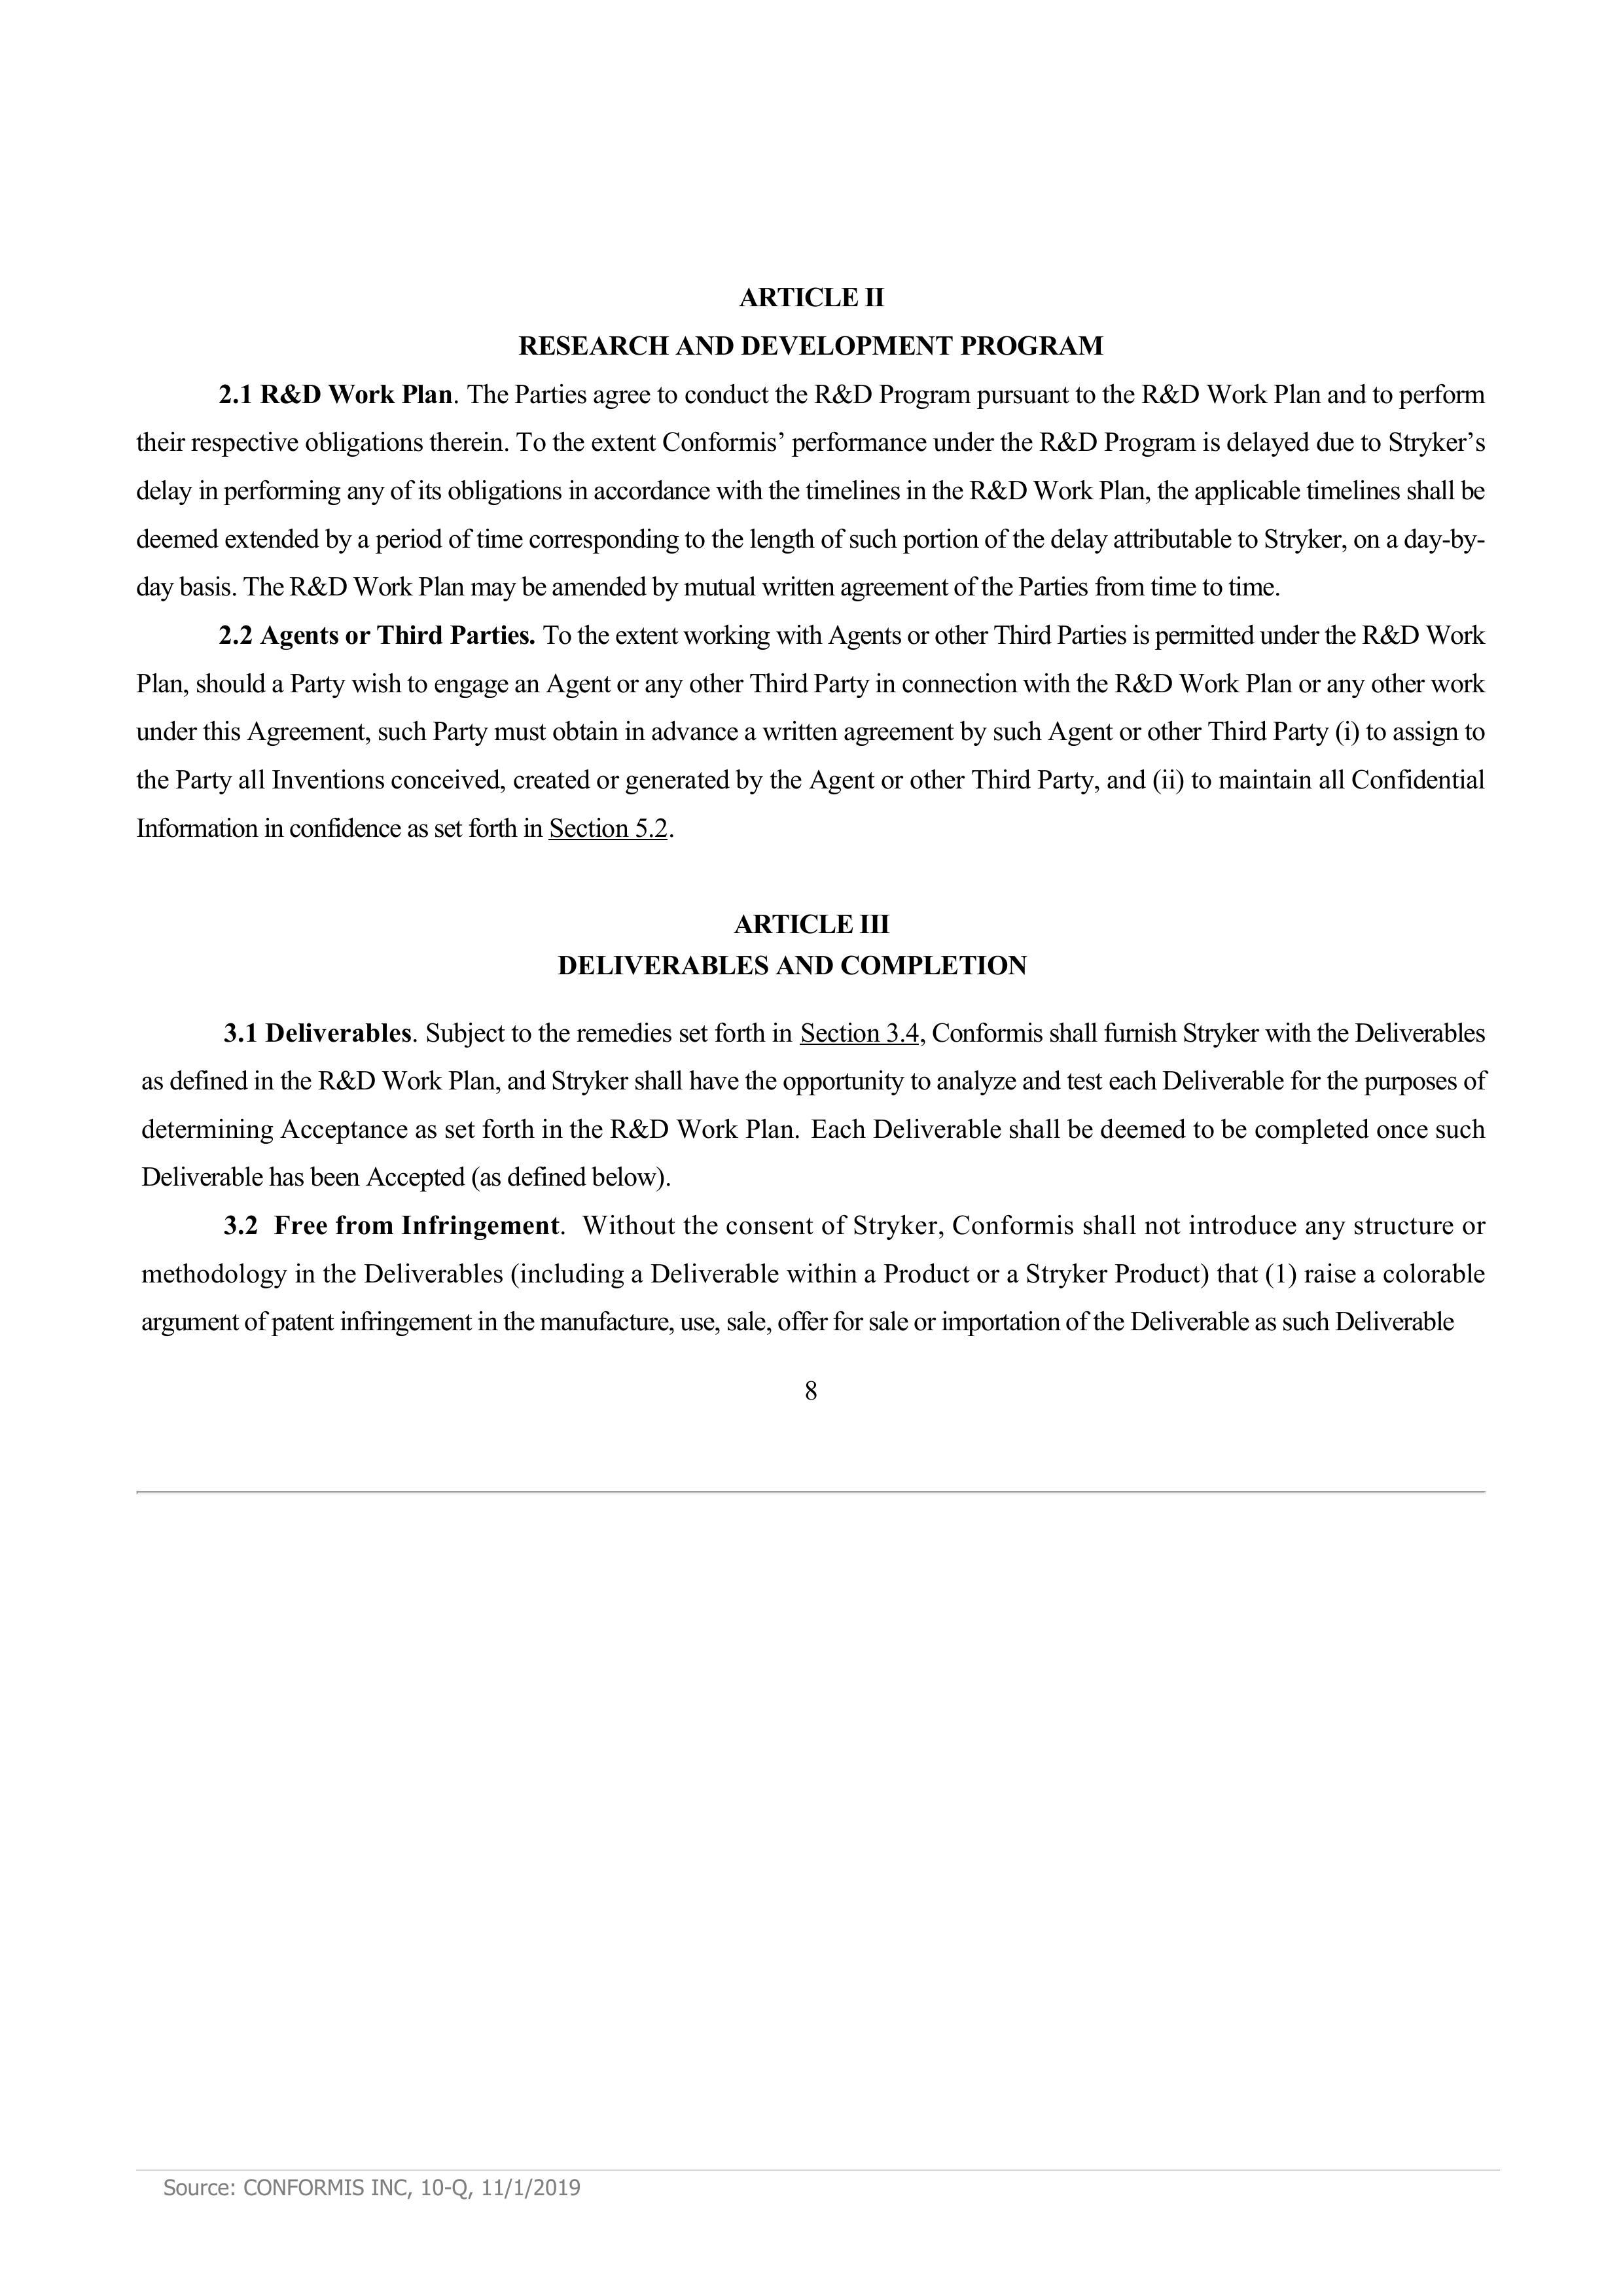 ARTICLE II
RESEARCH AND DEVELOPMENT PROGRAM
2.1 R&D Work Plan. The Parties agree to conduct the R&D Program pursuant to the R&D Work Plan and to perform
their respective obligations therein. To the extent Conformis’ performance under the R&D Program is delayed due to Stryker’s
delay in performing any of its obligations in accordance with the timelines in the R&D Work Plan, the applicable timelines shall be
deemed extended by a period of time corresponding to the length of such portion of the delay attributable to Stryker, on a day-by-
day basis. The R&D Work Plan may be amended by mutual written agreement of the Parties from time to time.
2.2 Agents or Third Parties. To the extent working with Agents or other Third Parties is permitted under the R&D Work
Plan, should a Party wish to engage an Agent or any other Third Party in connection with the R&D Work Plan or any other work
under this Agreement, such Party must obtain in advance a written agreement by such Agent or other Third Party (i) to assign to
the Party all Inventions conceived, created or generated by the Agent or other Third Party, and (ii) to maintain all Confidential
Information in confidence as set forth in Section 5.2.
ARTICLE III
DELIVERABLES AND COMPLETION
3.1 Deliverables. Subject to the remedies set forth in Section 3.4, Conformis shall furnish Stryker with the Deliverables
as defined in the R&D Work Plan, and Stryker shall have the opportunity to analyze and test each Deliverable for the purposes of
determining Acceptance as set forth in the R&D Work Plan. Each Deliverable shall be deemed to be completed once such
Deliverable has been Accepted (as defined below).
3.2 Free from Infringement. Without the consent of Stryker, Conformis shall not introduce any structure or
methodology in the Deliverables (including a Deliverable within a Product or a Stryker Product) that (1) raise a colorable
argument of patent infringement in the manufacture, use, sale, offer for sale or importation of the Deliverable as such Deliverable
8
Source: CONFORMIS INC, 10-Q, 11/1/2019